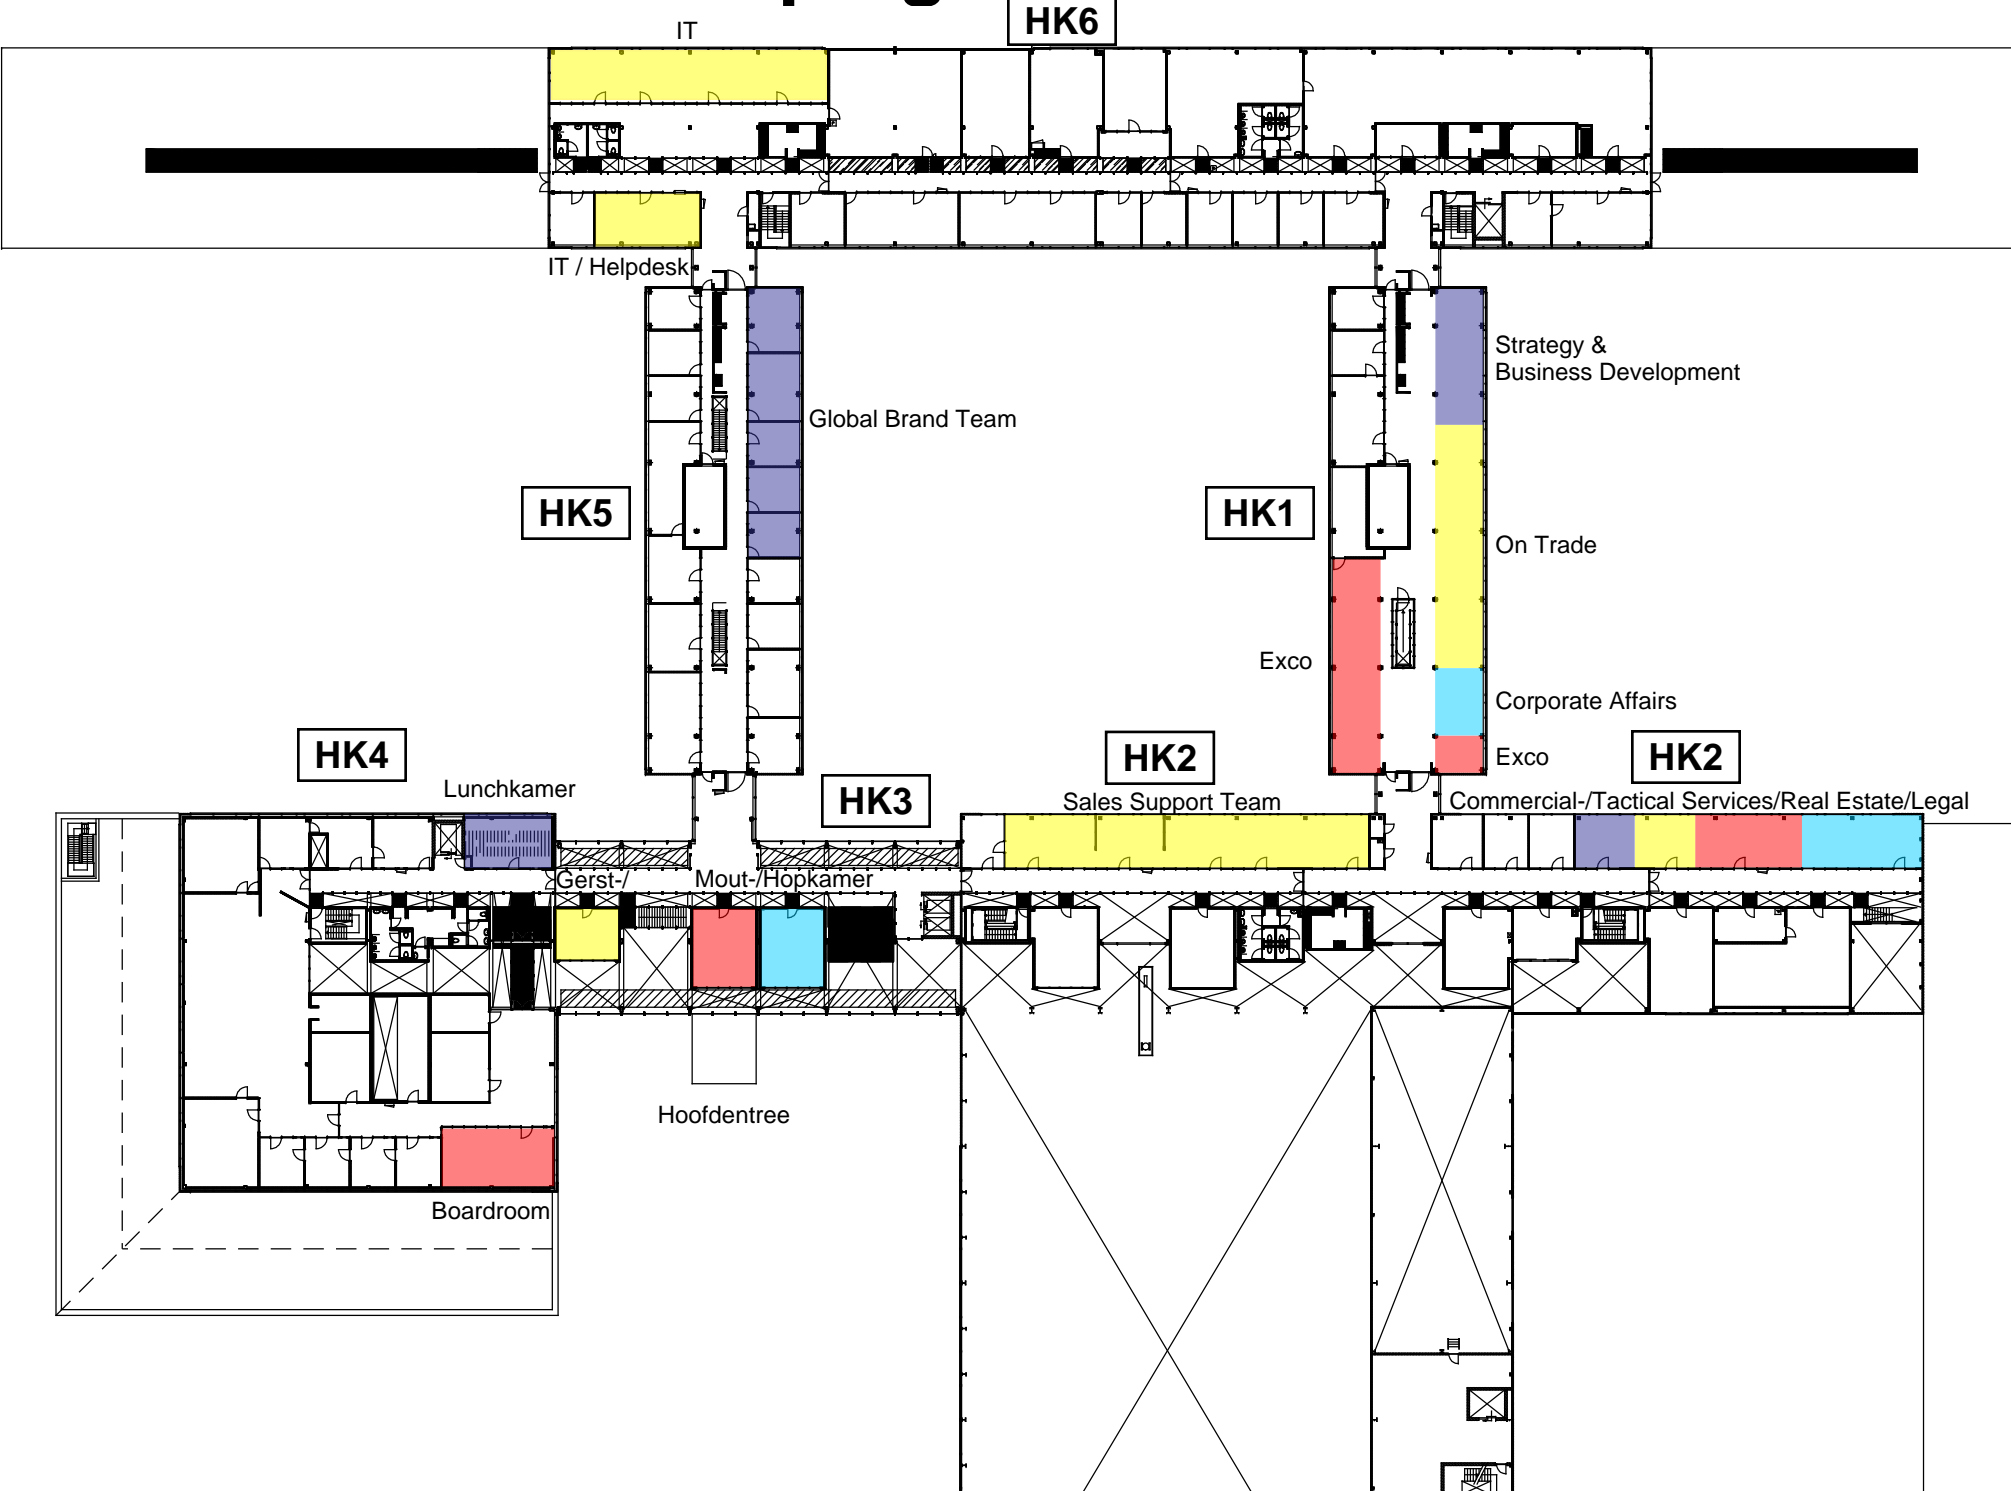 HK6
IT
IT / Helpdesk
Strategy &
Business Development
Global Brand Team
HK5
HK1
On Trade
Exco
Corporate Affairs
Exco
HK4
HK2
HK2
Lunchkamer
HK3
Sales Support Team
Commercial-/Tactical Services/Real Estate/Legal
Gerst-/
Mout-/Hopkamer
Hoofdentree
Boardroom